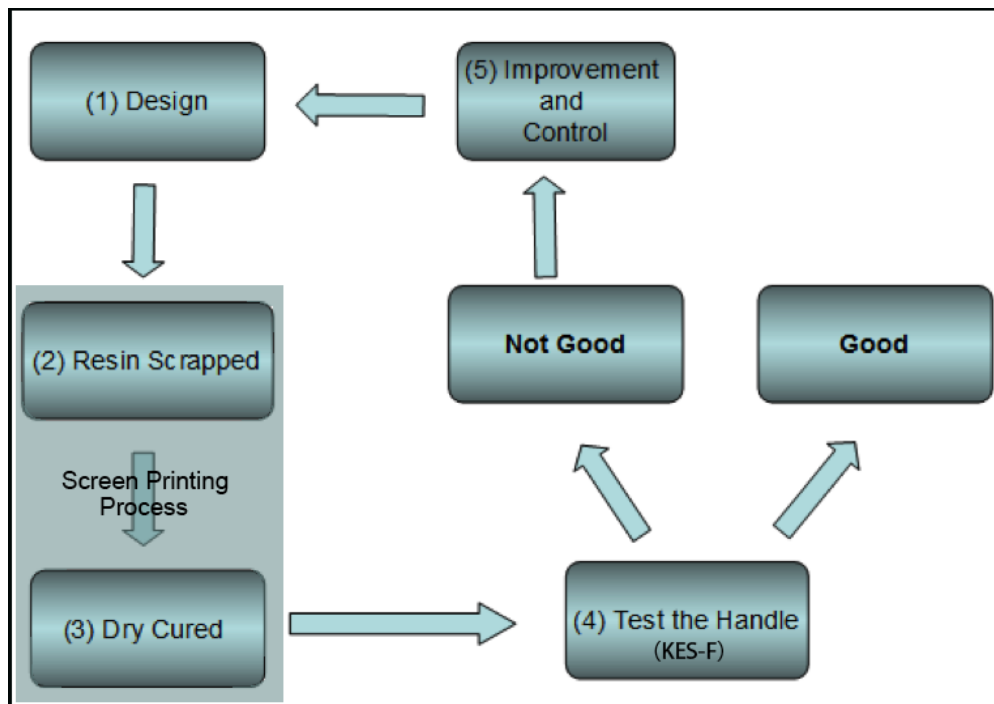 (1) Design
(2) Resin Scrapped
Screen Printing
Process
(3) Dry Cured
(4) Test the Handle
(KES-F)
Not Good
Good
(5) Improvement
and
Control